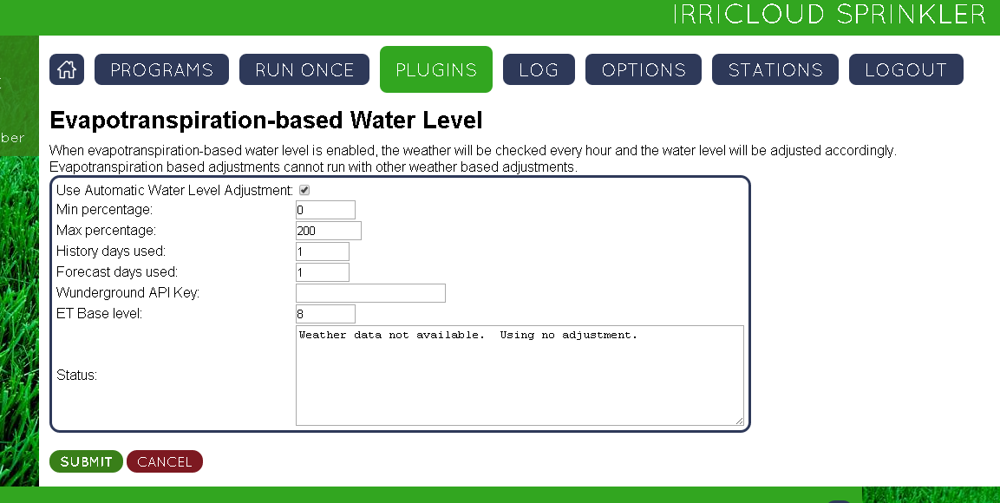 IRRICLOUD SPRINKLER
PROGRAMS RUN ONCE PLUGINS LOG OPTIONS STATIONS LOGOUT
ber
Evapotranspiration-based Water Level
When evapotranspiration-based water level is enabled, the weather will be checked every hour and the water level will be adjusted accordingly.
Evapotranspiration based adjustments cannot run with other weather based adjustments.
Use Automatic Water Level Adjustment:
Min percentage: 0
Max percentage: 200
History days used: 1
Forecast days used: 1
Wunderground API Key:
ET Base level: 8
Weather data not available. Using no adjustment.
Status:
SUBMIT CANCEL